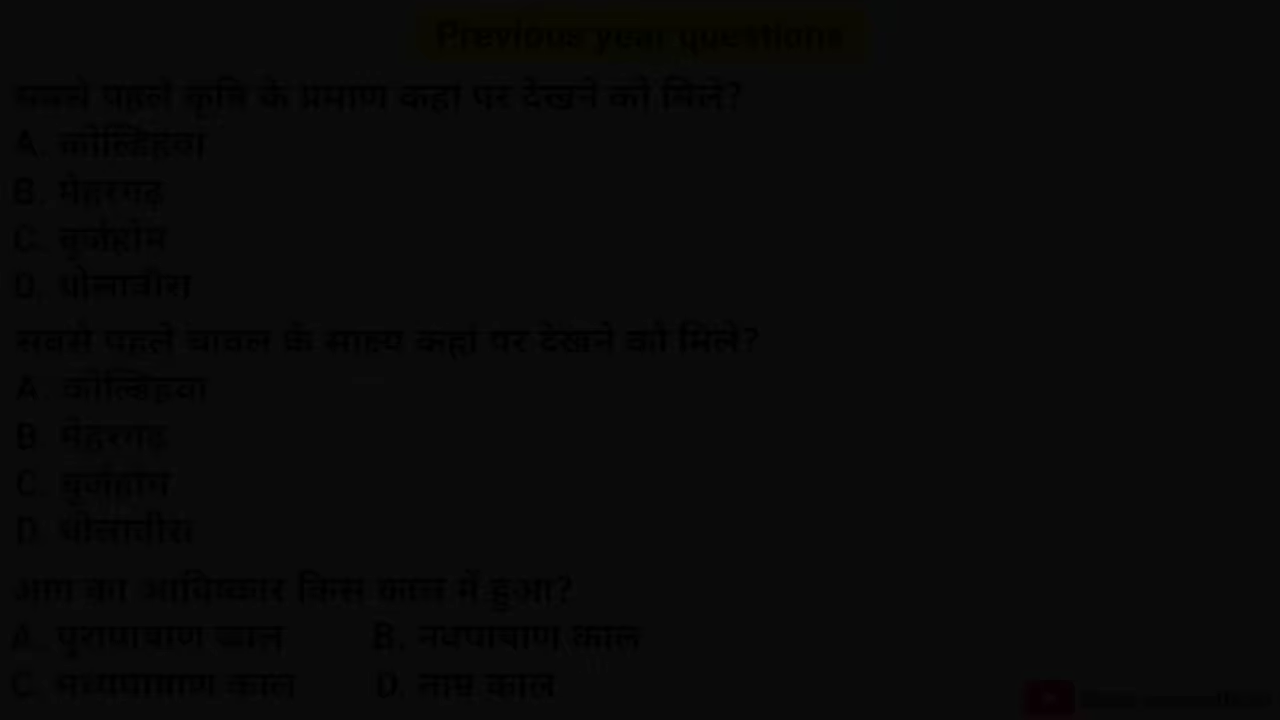 Previous year questions
सबसे पहले कृषि के प्रमाण कहां पर देखने को मिले?
A. कोल्डिहवा
B. मेहरगढ़
C. बुर्जहोम
D. धोलावीरा
सबसे पहले चावल के साक्ष्य कहां पर देखने को मिले?
A. कोल्डिहवा
B. मेहरगढ़
C. बुर्जहोम
D. धोलावीरा
आग का आविष्कार किस काल में हुआ?
A. पुरापाषाण काल B. नवपाषाण काल
C. मध्यपाषाण काल D. ताम्र काल